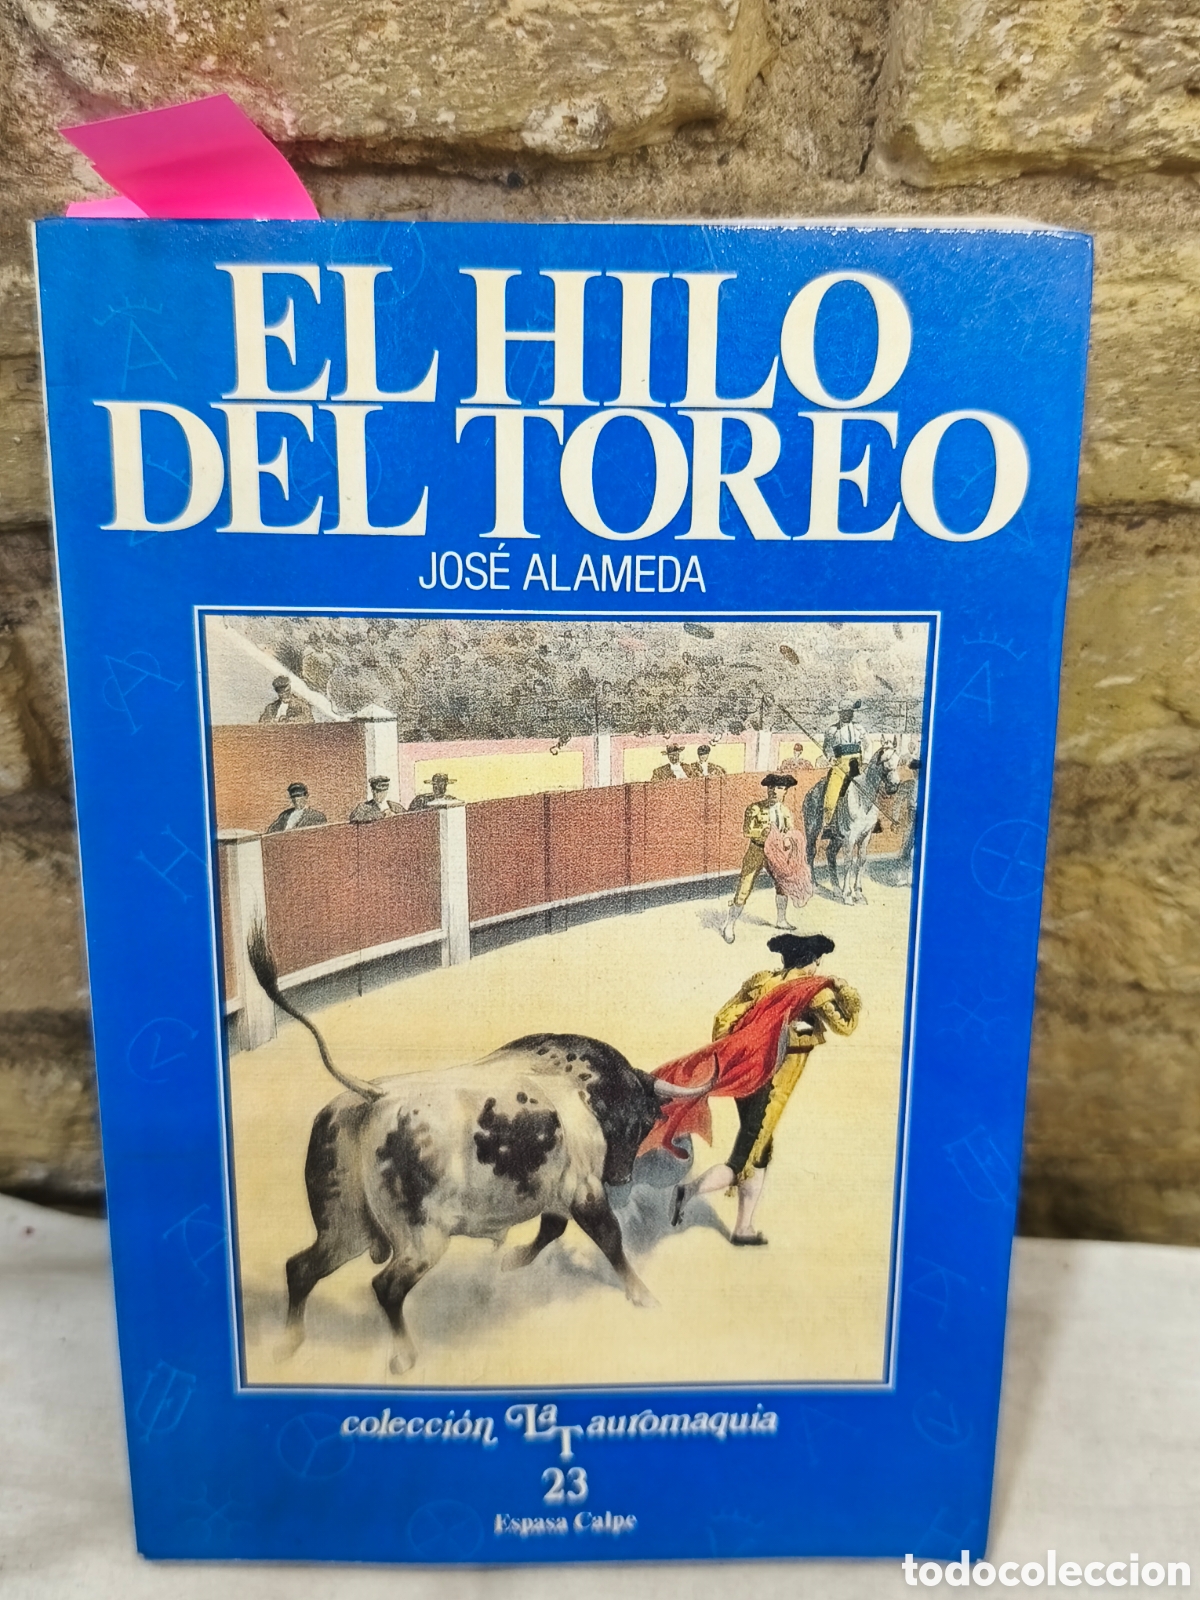 EL HILO
DEL TOREO
JOSÉ ALAMEDA
colección La Tauromaquia
23
Espasa Calpe
todocoleccion